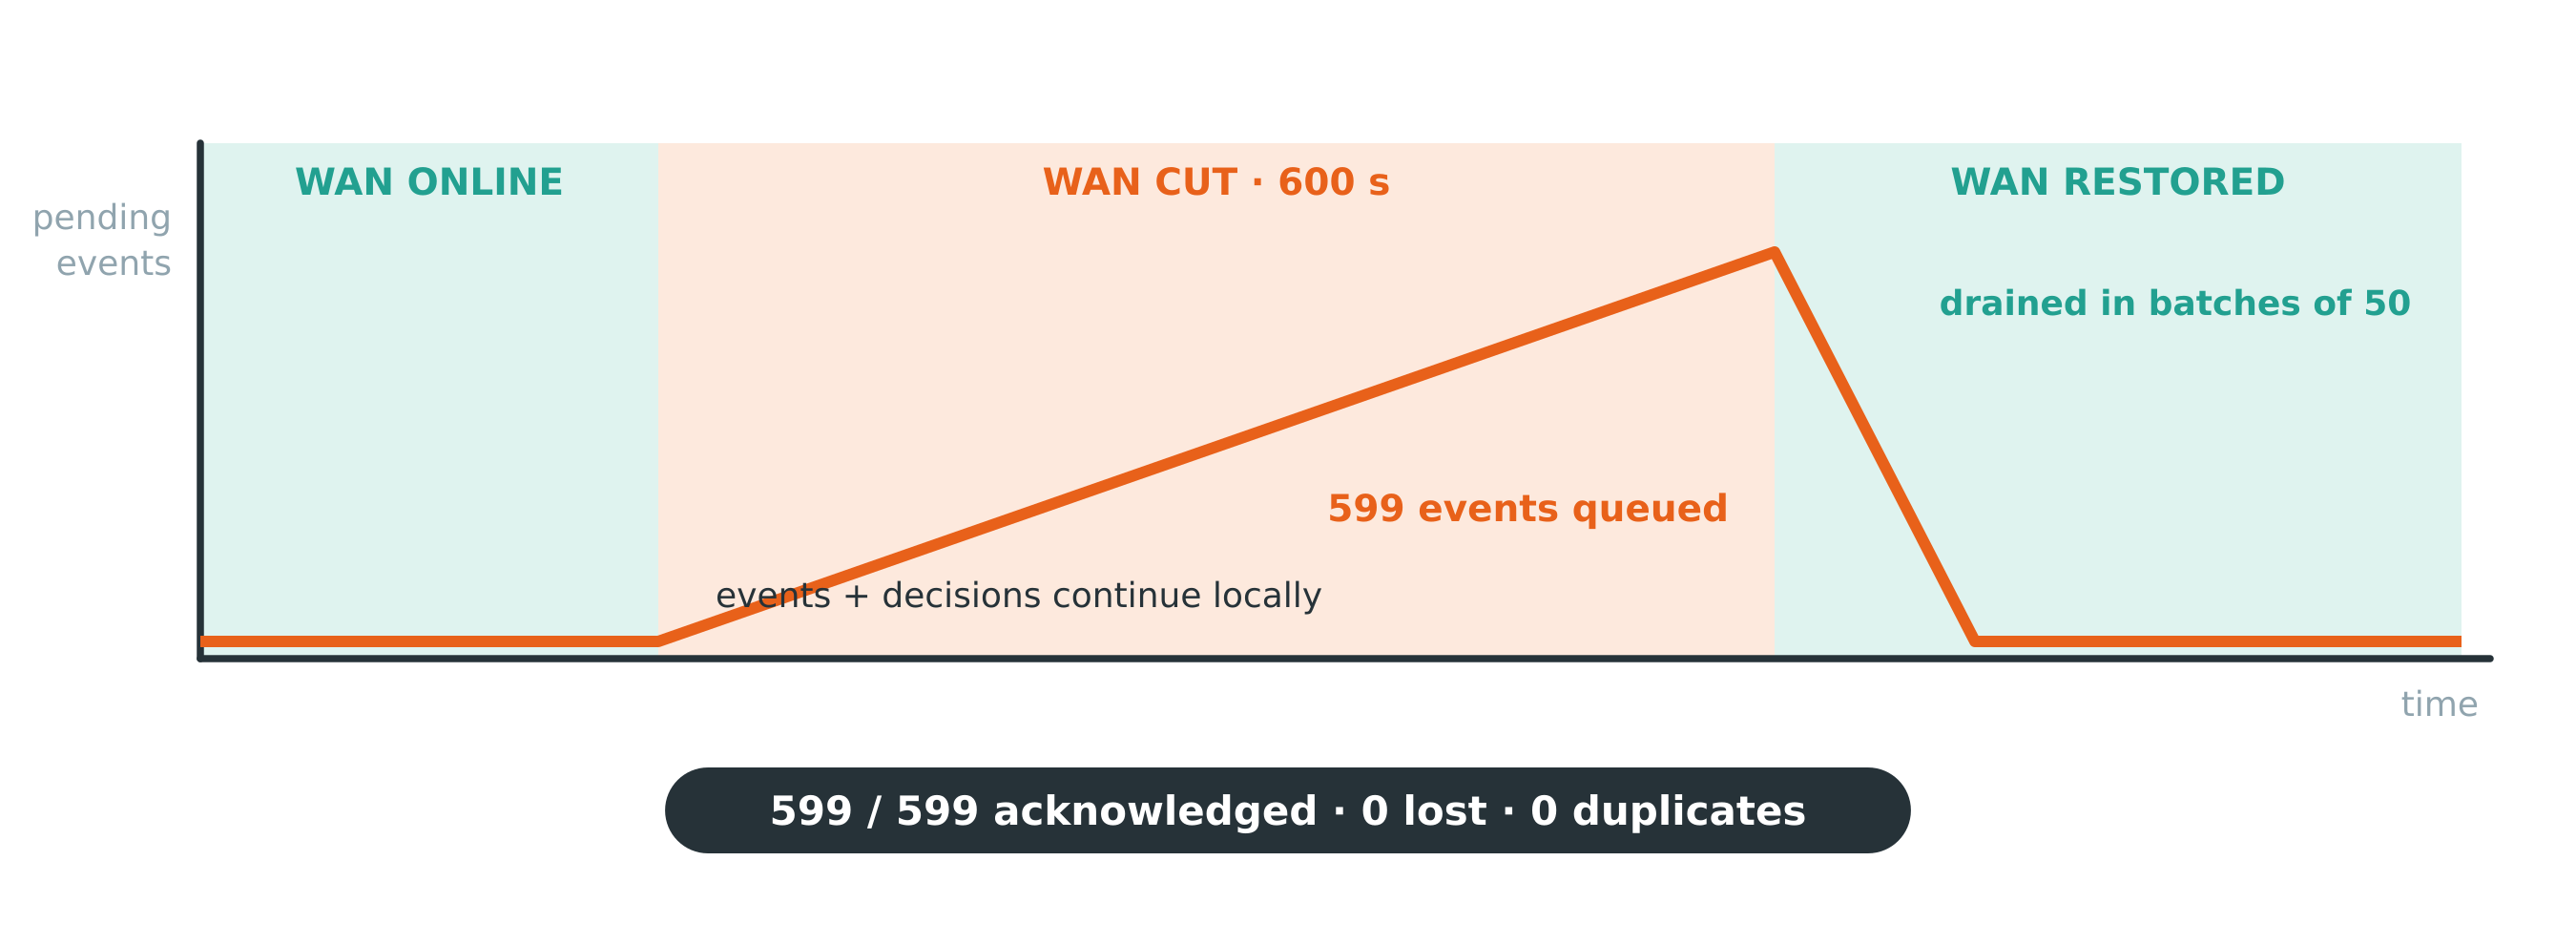 WAN ONLINE
WAN CUT · 600 s
WAN RESTORED
pending
events
drained in batches of 50
599 events queued
events + decisions continue locally
time
599 / 599 acknowledged · 0 lost · 0 duplicates